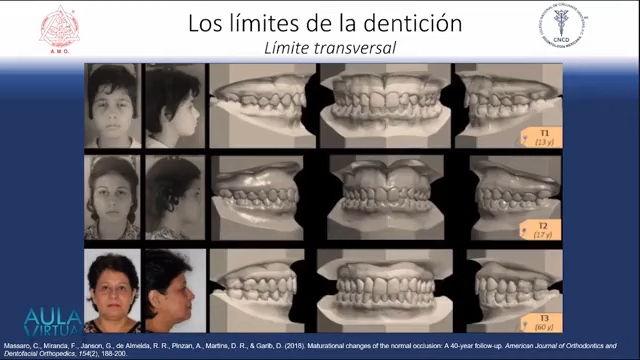 Los límites de la dentición
Límite transversal
A.M.O.
CNCD
T1
(13 y)
T2
(17 y)
T3
(60 y)
AULA
VIRTUAL
Massaro, C., Miranda, F., Janson, G., de Almeida, R. R., Pinzan, A., Martins, D. R., & Garib, D. (2018). Maturational changes of the normal occlusion: A 40-year follow-up. American Journal of Orthodontics and
Dentofacial Orthopedics, 154(2), 188-200.